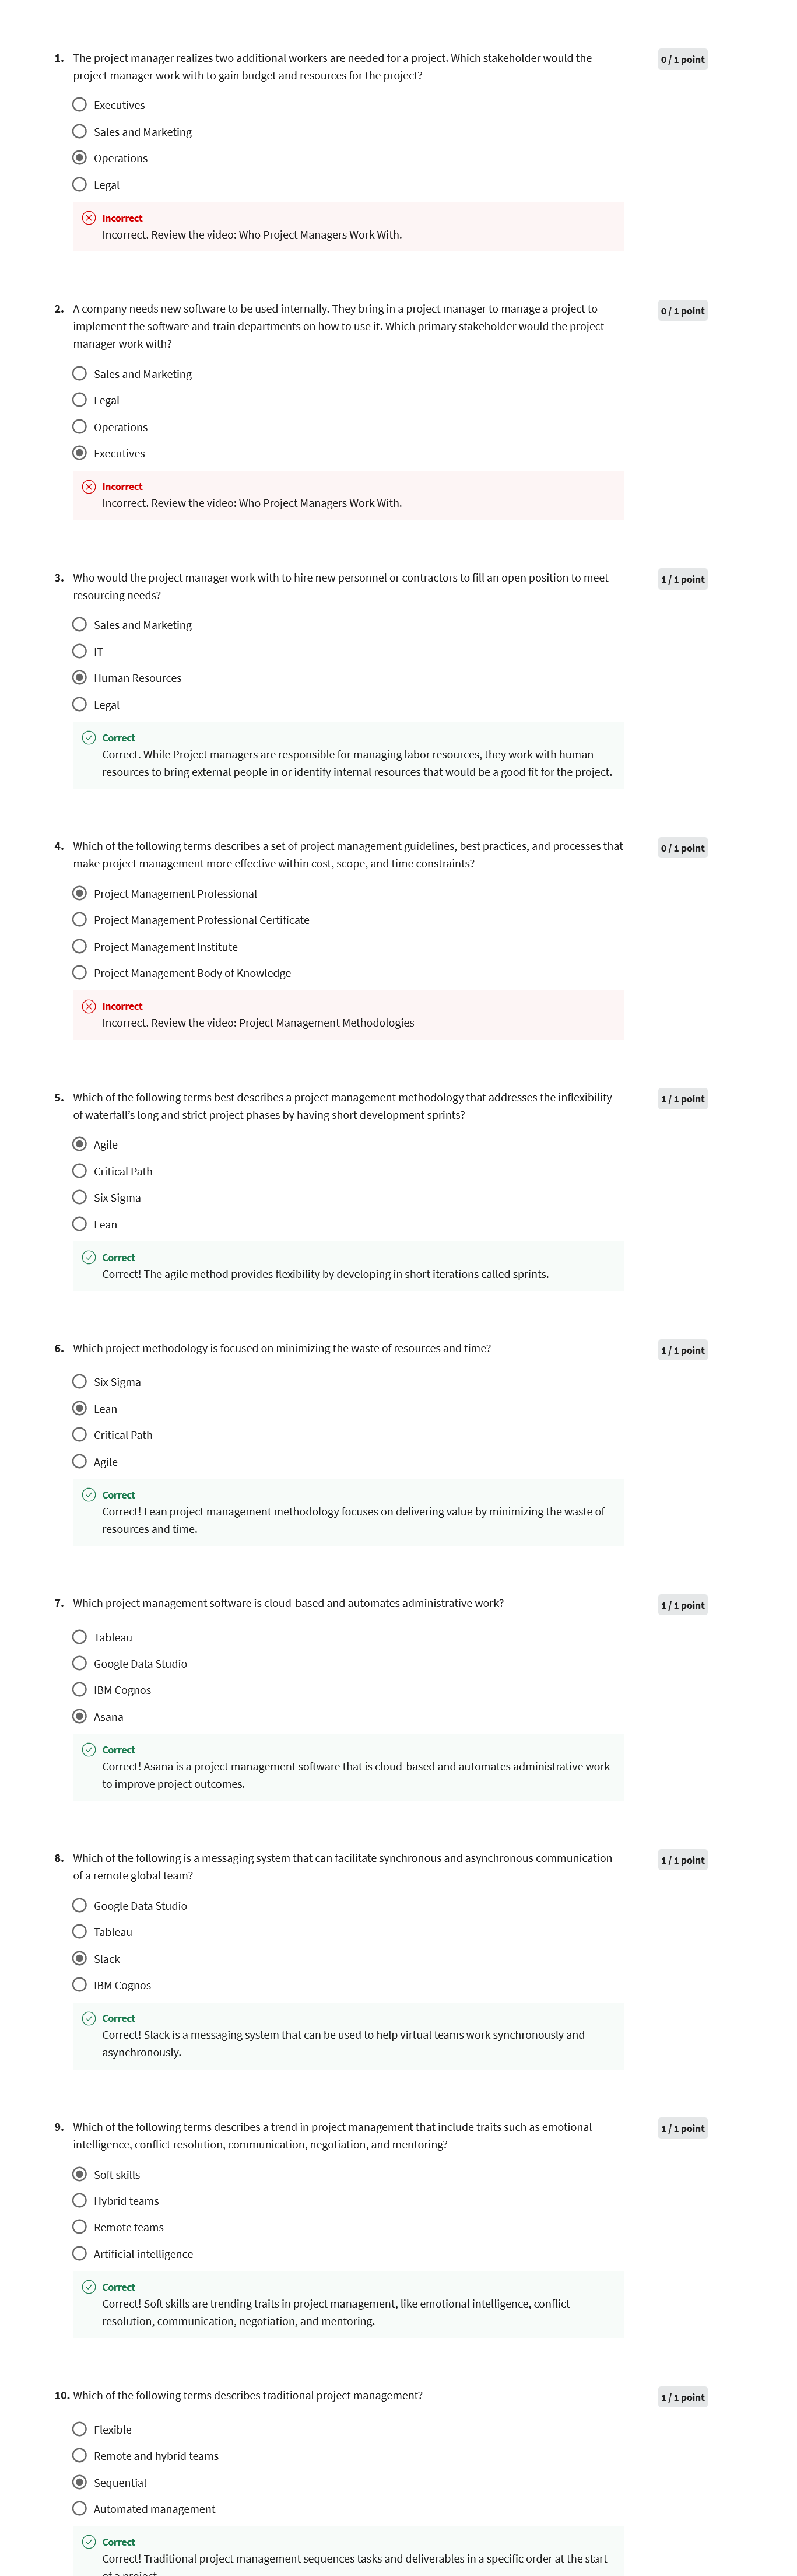 1. The project manager realizes two additional workers are needed for a project. Which stakeholder would the
project manager work with to gain budget and resources for the project?
0 / 1 point
Executives
Sales and Marketing
Operations
Legal
Incorrect
Incorrect. Review the video: Who Project Managers Work With.
2. A company needs new software to be used internally. They bring in a project manager to manage a project to
implement the software and train departments on how to use it. Which primary stakeholder would the project
manager work with?
0 / 1 point
Sales and Marketing
Legal
Operations
Executives
Incorrect
Incorrect. Review the video: Who Project Managers Work With.
3. Who would the project manager work with to hire new personnel or contractors to fill an open position to meet
resourcing needs?
1 / 1 point
Sales and Marketing
IT
Human Resources
Legal
Correct
Correct. While Project managers are responsible for managing labor resources, they work with human
resources to bring external people in or identify internal resources that would be a good fit for the project.
4. Which of the following terms describes a set of project management guidelines, best practices, and processes that
make project management more effective within cost, scope, and time constraints?
0 / 1 point
Project Management Professional
Project Management Professional Certificate
Project Management Institute
Project Management Body of Knowledge
Incorrect
Incorrect. Review the video: Project Management Methodologies
5. Which of the following terms best describes a project management methodology that addresses the inflexibility
of waterfall's long and strict project phases by having short development sprints?
1 / 1 point
Agile
Critical Path
Six Sigma
Lean
Correct
Correct! The agile method provides flexibility by developing in short iterations called sprints.
6. Which project methodology is focused on minimizing the waste of resources and time?
1 / 1 point
Six Sigma
Lean
Critical Path
Agile
Correct
Correct! Lean project management methodology focuses on delivering value by minimizing the waste of
resources and time.
7. Which project management software is cloud-based and automates administrative work?
1 / 1 point
Tableau
Google Data Studio
IBM Cognos
Asana
Correct
Correct! Asana is a project management software that is cloud-based and automates administrative work
to improve project outcomes.
8. Which of the following is a messaging system that can facilitate synchronous and asynchronous communication
of a remote global team?
1 / 1 point
Google Data Studio
Tableau
Slack
IBM Cognos
Correct
Correct! Slack is a messaging system that can be used to help virtual teams work synchronously and
asynchronously.
9. Which of the following terms describes a trend in project management that include traits such as emotional
intelligence, conflict resolution, communication, negotiation, and mentoring?
1 / 1 point
Soft skills
Hybrid teams
Remote teams
Artificial intelligence
Correct
Correct! Soft skills are trending traits in project management, like emotional intelligence, conflict
resolution, communication, negotiation, and mentoring.
10. Which of the following terms describes traditional project management?
1 / 1 point
Flexible
Remote and hybrid teams
Sequential
Automated management
Correct
Correct! Traditional project management sequences tasks and deliverables in a specific order at the start
of a project